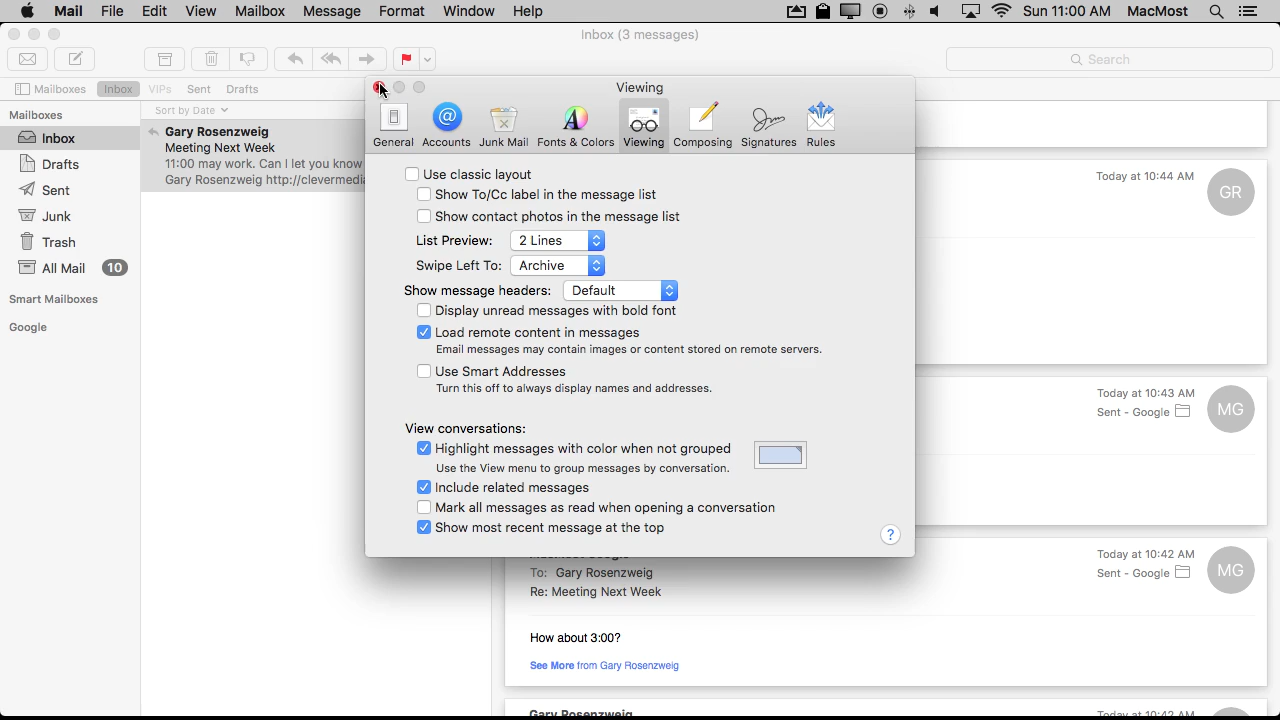 Mail File Edit View Mailbox Message Format Window Help Sun 11:00 AM MacMost
Inbox (3 messages)
Search
Mailboxes Inbox VIPs Sent Drafts
Viewing
General Accounts Junk Mail Fonts & Colors Viewing Composing Signatures Rules
Mailboxes
Inbox
Drafts
Sent
Junk
Trash
All Mail 10
Smart Mailboxes
Google
Sort by Date
Gary Rosenzweig
Meeting Next Week
11:00 may work. Can I let you know
Gary Rosenzweig http://clevermedia
Use classic layout
Show To/Cc label in the message list
Show contact photos in the message list
List Preview: 2 Lines
Swipe Left To: Archive
Show message headers: Default
Display unread messages with bold font
Load remote content in messages
Email messages may contain images or content stored on remote servers.
Use Smart Addresses
Turn this off to always display names and addresses.
View conversations:
Highlight messages with color when not grouped
Use the View menu to group messages by conversation.
Include related messages
Mark all messages as read when opening a conversation
Show most recent message at the top
?
Today at 10:44 AM
GR
Today at 10:43 AM
Sent - Google
MG
Today at 10:42 AM
Sent - Google
MG
To: Gary Rosenzweig
Re: Meeting Next Week
How about 3:00?
See More from Gary Rosenzweig
Gary Rosenzweig
Today at 10:42 AM